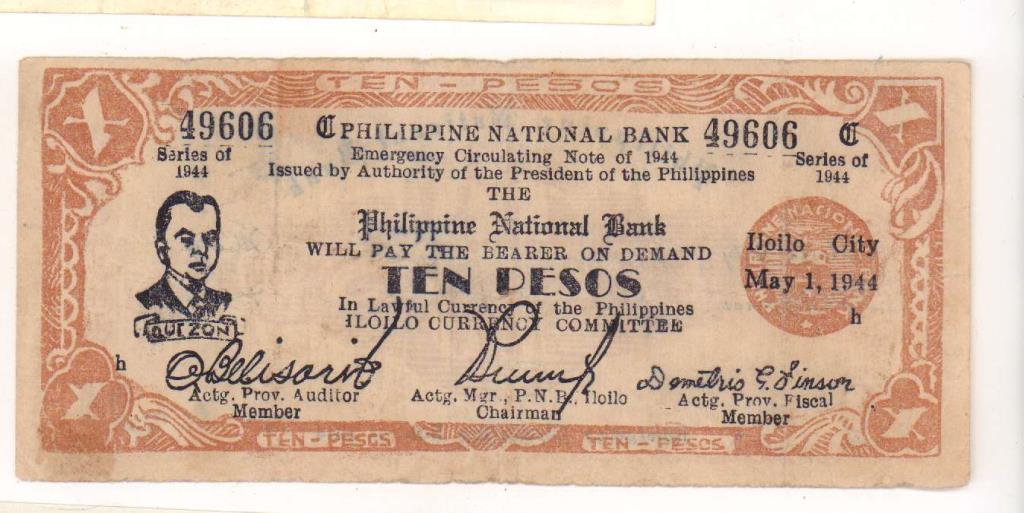 TEN - PESOS
49606 C PHILIPPINE NATIONAL BANK 49606 C
Series of 1944
Emergency Circulating Note of 1944
Series of 1944
Issued by Authority of the President of the Philippines
THE
Philippine National Bank
WILL PAY THE BEARER ON DEMAND
TEN PESOS
In Lawful Currency of the Philippines
ILOILO CURRENCY COMMITTEE
QUEZON
Iloilo City
May 1, 1944
h
h
Actg. Prov. Auditor
Member
Actg. Mgr., P.N.B., Iloilo
Chairman
Demetrio G. Vinson
Actg. Prov. Fiscal
Member
TEN-PESOS
TEN-PESOS